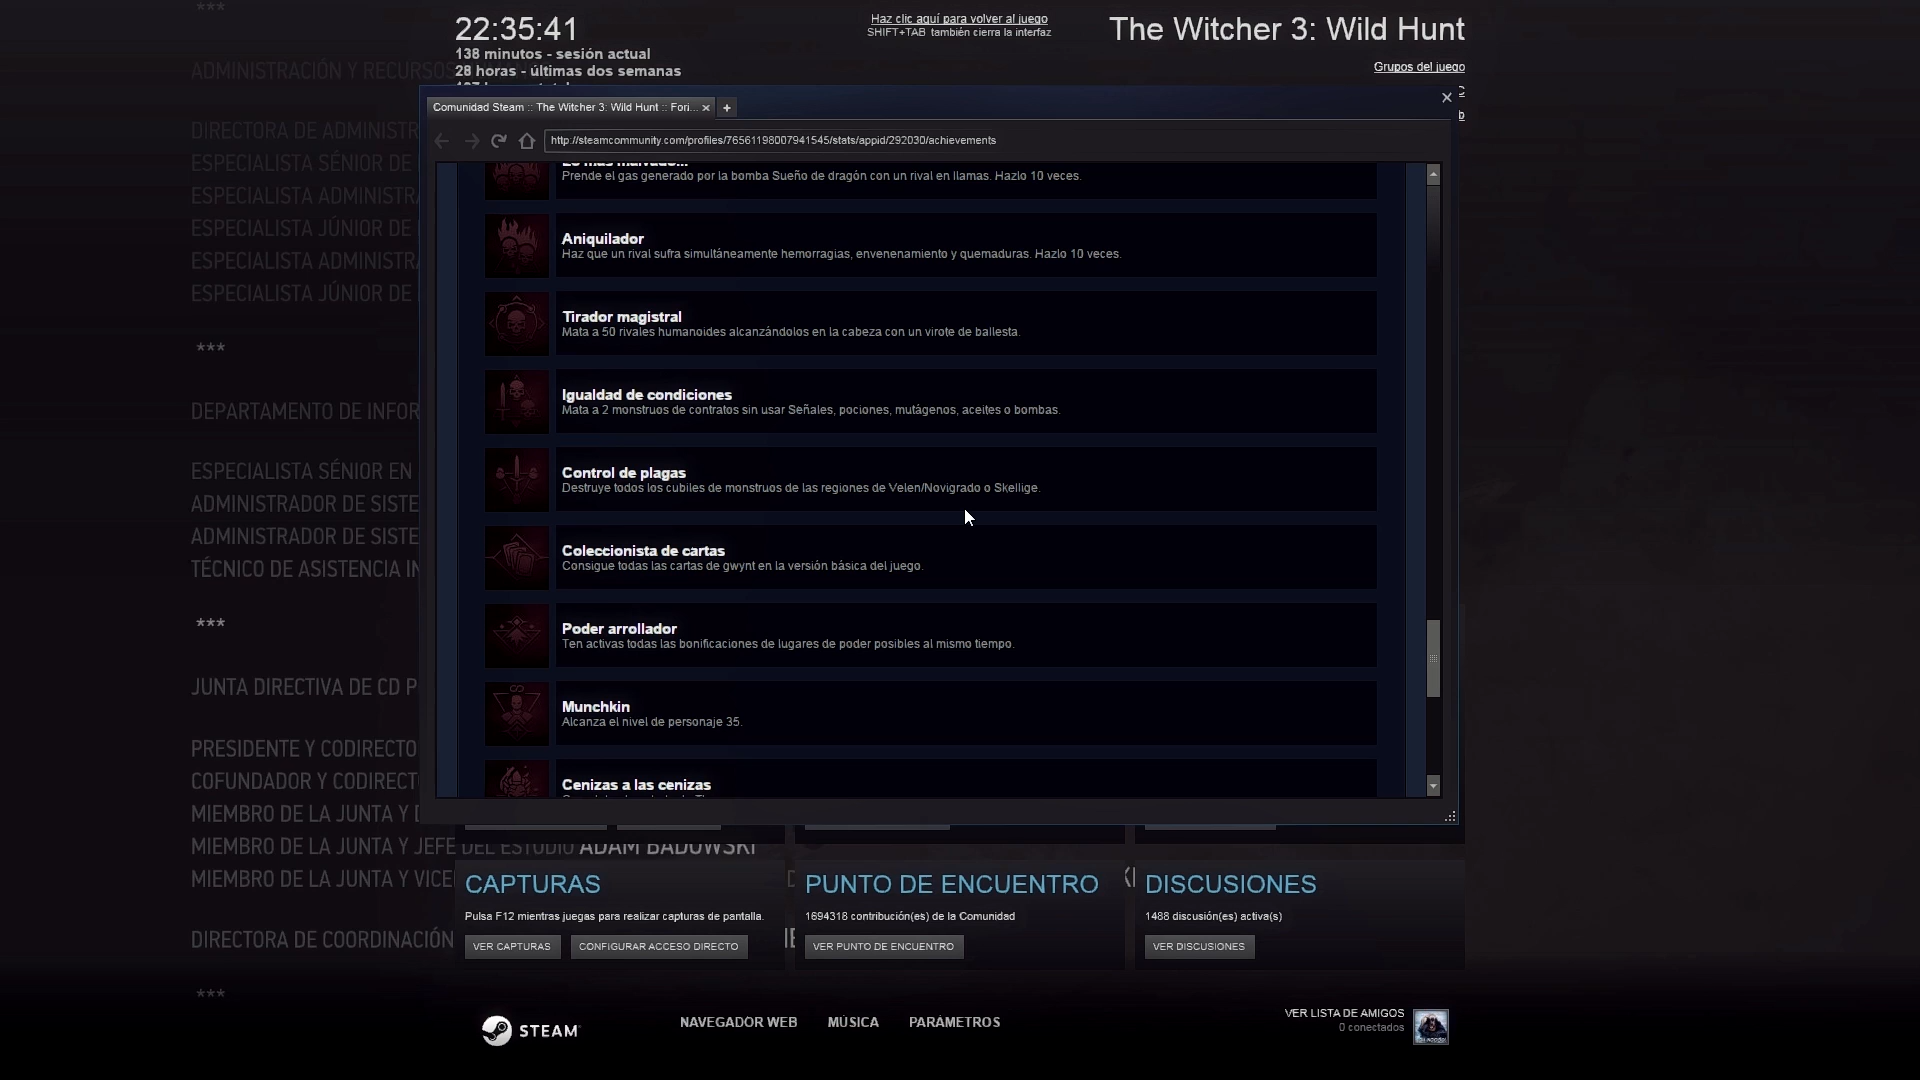 ***
22:35:41
138 minutos - sesión actual
28 horas - últimas dos semanas
Haz clic aquí para volver al juego
SHIFT+TAB también cierra la interfaz
The Witcher 3: Wild Hunt
Grupos del juego
ADMINISTRACIÓN Y RECURSOS
DIRECTORA DE ADMINISTR
ESPECIALISTA SÉNIOR DE
ESPECIALISTA ADMINISTRA
ESPECIALISTA JÚNIOR DE
ESPECIALISTA ADMINISTRA
ESPECIALISTA JÚNIOR DE
***
DEPARTAMENTO DE INFOR
ESPECIALISTA SÉNIOR EN
ADMINISTRADOR DE SISTE
ADMINISTRADOR DE SISTE
TÉCNICO DE ASISTENCIA IN
***
JUNTA DIRECTIVA DE CD P
PRESIDENTE Y CODIRECTO
COFUNDADOR Y CODIRECT
MIEMBRO DE LA JUNTA Y D
MIEMBRO DE LA JUNTA Y JEFE DEL ESTUDIO ADAM BADOWSKI
MIEMBRO DE LA JUNTA Y VICE
DIRECTORA DE COORDINACIÓN
***
Comunidad Steam :: The Witcher 3: Wild Hunt :: Fori... × +
http://steamcommunity.com/profiles/76561198007941545/stats/appid/292030/achievements
Prende el gas generado por la bomba Sueño de dragón con un rival en llamas. Hazlo 10 veces.
Aniquilador
Haz que un rival sufra simultáneamente hemorragias, envenenamiento y quemaduras. Hazlo 10 veces.
Tirador magistral
Mata a 50 rivales humanoides alcanzándolos en la cabeza con un virote de ballesta.
Igualdad de condiciones
Mata a 2 monstruos de contratos sin usar Señales, pociones, mutágenos, aceites o bombas.
Control de plagas
Destruye todos los cubiles de monstruos de las regiones de Velen/Novigrado o Skellige.
Coleccionista de cartas
Consigue todas las cartas de gwynt en la versión básica del juego.
Poder arrollador
Ten activas todas las bonificaciones de lugares de poder posibles al mismo tiempo.
Munchkin
Alcanza el nivel de personaje 35.
Cenizas a las cenizas
CAPTURAS
Pulsa F12 mientras juegas para realizar capturas de pantalla.
VER CAPTURAS
CONFIGURAR ACCESO DIRECTO
PUNTO DE ENCUENTRO
1694318 contribución(es) de la Comunidad
VER PUNTO DE ENCUENTRO
DISCUSIONES
1488 discusión(es) activa(s)
VER DISCUSIONES
STEAM
NAVEGADOR WEB
MÚSICA
PARÁMETROS
VER LISTA DE AMIGOS
0 conectados